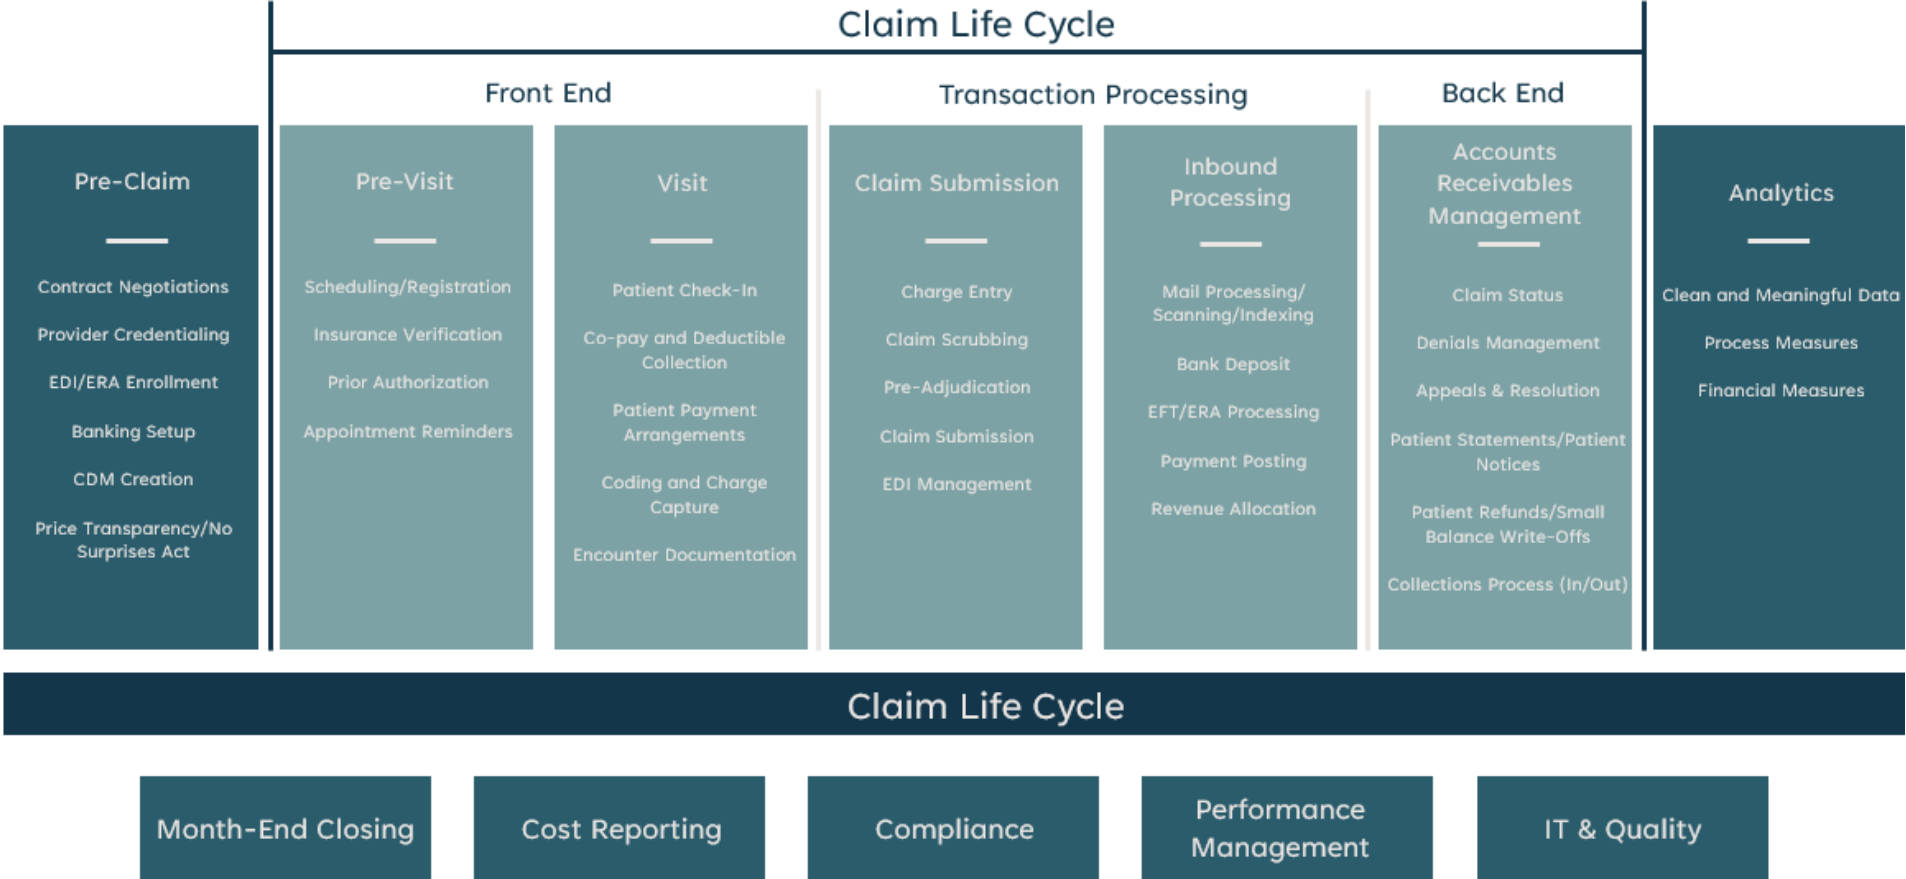 Claim Life Cycle
Front End
Transaction Processing
Back End
Pre-Claim
Contract Negotiations
Provider Credentialing
EDI/ERA Enrollment
Banking Setup
CDM Creation
Price Transparency/No
Surprises Act
Pre-Visit
Scheduling/Registration
Insurance Verification
Prior Authorization
Appointment Reminders
Visit
Patient Check-In
Co-pay and Deductible
Collection
Patient Payment
Arrangements
Coding and Charge
Capture
Encounter Documentation
Claim Submission
Charge Entry
Claim Scrubbing
Pre-Adjudication
Claim Submission
EDI Management
Inbound
Processing
Mail Processing/
Scanning/Indexing
Bank Deposit
EFT/ERA Processing
Payment Posting
Revenue Allocation
Accounts
Receivables
Management
Claim Status
Denials Management
Appeals & Resolution
Patient Statements/Patient
Notices
Patient Refunds/Small
Balance Write-Offs
Collections Process (In/Out)
Analytics
Clean and Meaningful Data
Process Measures
Financial Measures
Claim Life Cycle
Month-End Closing
Cost Reporting
Compliance
Performance
Management
IT & Quality